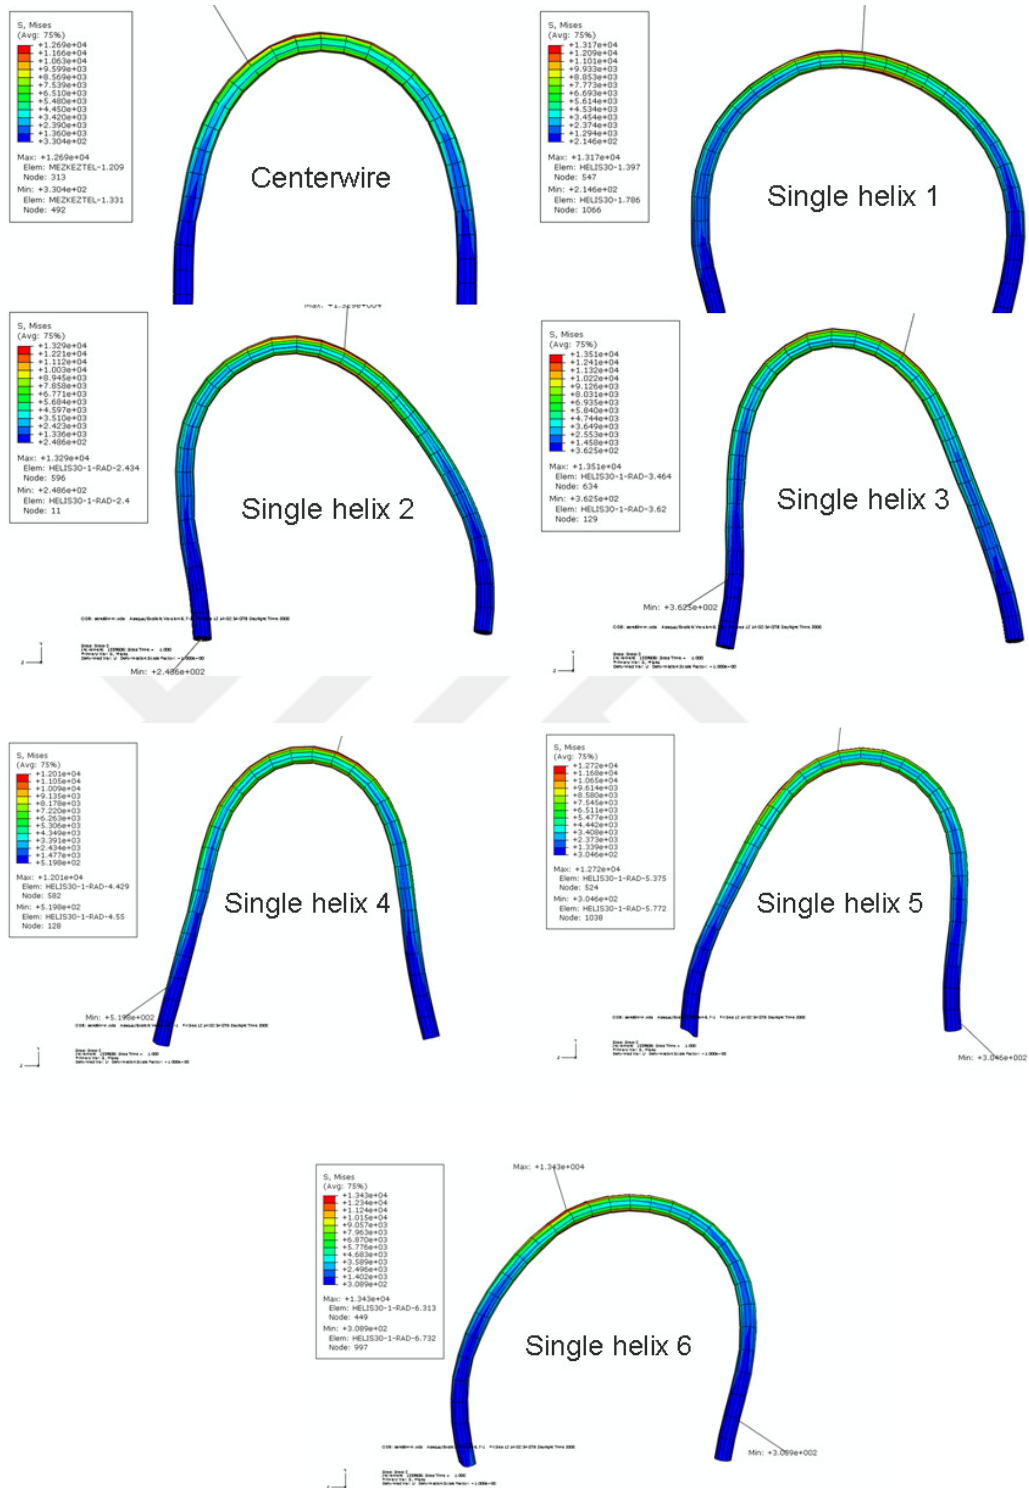 S, Mises
(Avg: 75%)
+1.269e+04
+1.166e+04
+1.063e+04
+9.599e+03
+8.569e+03
+7.539e+03
+6.510e+03
+5.480e+03
+4.450e+03
+3.420e+03
+2.390e+03
+1.360e+03
+3.304e+02
Max: +1.269e+04
Elem: MEZKEZTEL-1.209
Node: 313
Min: +3.304e+02
Elem: MEZKEZTEL-1.331
Node: 492
Centerwire
S, Mises
(Avg: 75%)
+1.317e+04
+1.209e+04
+1.101e+04
+9.933e+03
+8.853e+03
+7.773e+03
+6.693e+03
+5.614e+03
+4.534e+03
+3.454e+03
+2.374e+03
+1.294e+03
+2.146e+02
Max: +1.317e+04
Elem: HELIS30-1.397
Node: 547
Min: +2.146e+02
Elem: HELIS30-1.786
Node: 1066
Single helix 1
Max: +1.329e+004
S, Mises
(Avg: 75%)
+1.329e+04
+1.221e+04
+1.112e+04
+1.003e+04
+8.945e+03
+7.858e+03
+6.771e+03
+5.684e+03
+4.597e+03
+3.510e+03
+2.423e+03
+1.336e+03
+2.486e+02
Max: +1.329e+04
Elem: HELIS30-1-RAD-2.434
Node: 596
Min: +2.486e+02
Elem: HELIS30-1-RAD-2.4
Node: 11
Single helix 2
Min: +2.486e+002
S, Mises
(Avg: 75%)
+1.351e+04
+1.241e+04
+1.132e+04
+1.022e+04
+9.126e+03
+8.031e+03
+6.935e+03
+5.840e+03
+4.744e+03
+3.649e+03
+2.553e+03
+1.458e+03
+3.625e+02
Max: +1.351e+04
Elem: HELIS30-1-RAD-3.464
Node: 634
Min: +3.625e+02
Elem: HELIS30-1-RAD-3.62
Node: 129
Single helix 3
Min: +3.625e+002
S, Mises
(Avg: 75%)
+1.201e+04
+1.105e+04
+1.009e+04
+9.135e+03
+8.178e+03
+7.220e+03
+6.263e+03
+5.306e+03
+4.349e+03
+3.391e+03
+2.434e+03
+1.477e+03
+5.198e+02
Max: +1.201e+04
Elem: HELIS30-1-RAD-4.429
Node: 582
Min: +5.198e+02
Elem: HELIS30-1-RAD-4.55
Node: 128
Single helix 4
Min: +5.198e+002
S, Mises
(Avg: 75%)
+1.272e+04
+1.168e+04
+1.065e+04
+9.614e+03
+8.580e+03
+7.545e+03
+6.511e+03
+5.477e+03
+4.442e+03
+3.408e+03
+2.373e+03
+1.339e+03
+3.046e+02
Max: +1.272e+04
Elem: HELIS30-1-RAD-5.375
Node: 524
Min: +3.046e+02
Elem: HELIS30-1-RAD-5.772
Node: 1038
Single helix 5
Min: +3.046e+002
Max: +1.343e+004
S, Mises
(Avg: 75%)
+1.343e+04
+1.234e+04
+1.124e+04
+1.015e+04
+9.057e+03
+7.963e+03
+6.870e+03
+5.776e+03
+4.683e+03
+3.589e+03
+2.496e+03
+1.402e+03
+3.089e+02
Max: +1.343e+04
Elem: HELIS30-1-RAD-6.313
Node: 449
Min: +3.089e+02
Elem: HELIS30-1-RAD-6.732
Node: 997
Single helix 6
Min: +3.089e+002